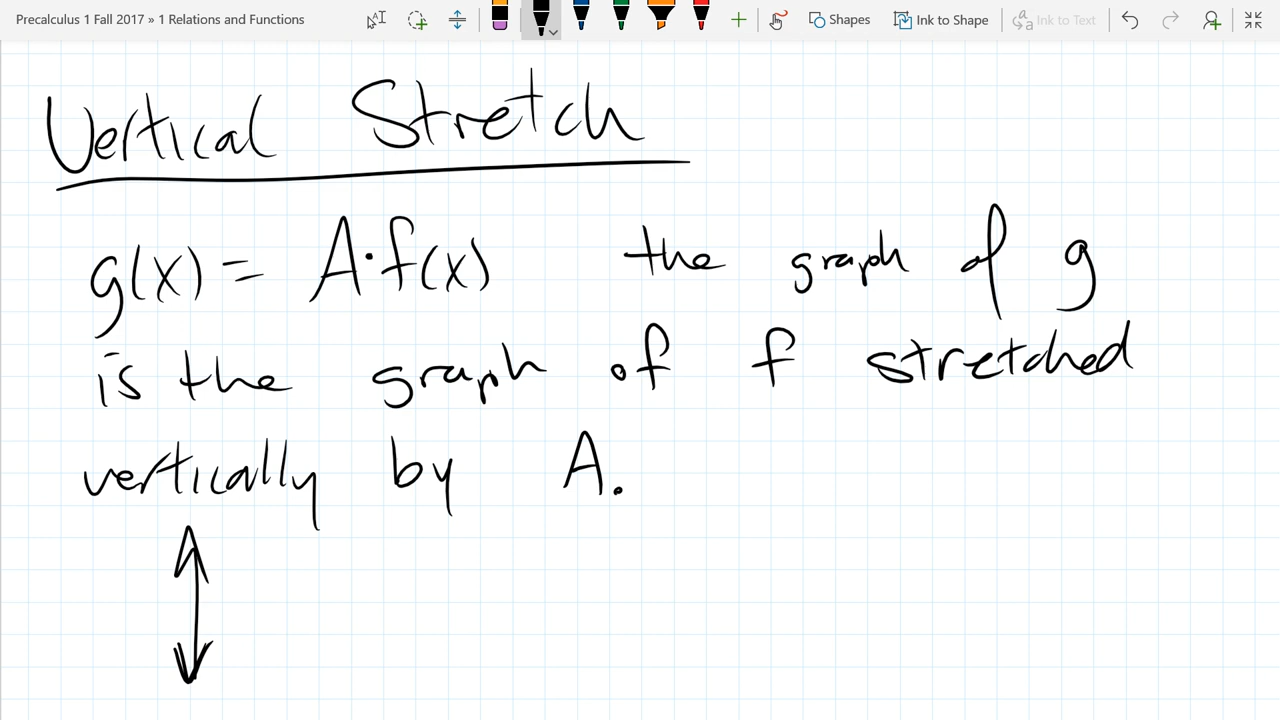 Precalculus 1 Fall 2017 » 1 Relations and Functions
Shapes
Ink to Shape
Ink to Text
Vertical Stretch
g(x) = A·f(x) the graph of g
is the graph of f stretched
vertically by A.